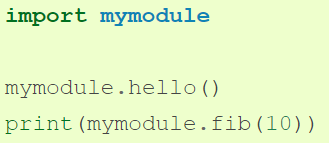 import mymodule

mymodule.hello()
print(mymodule.fib(10))